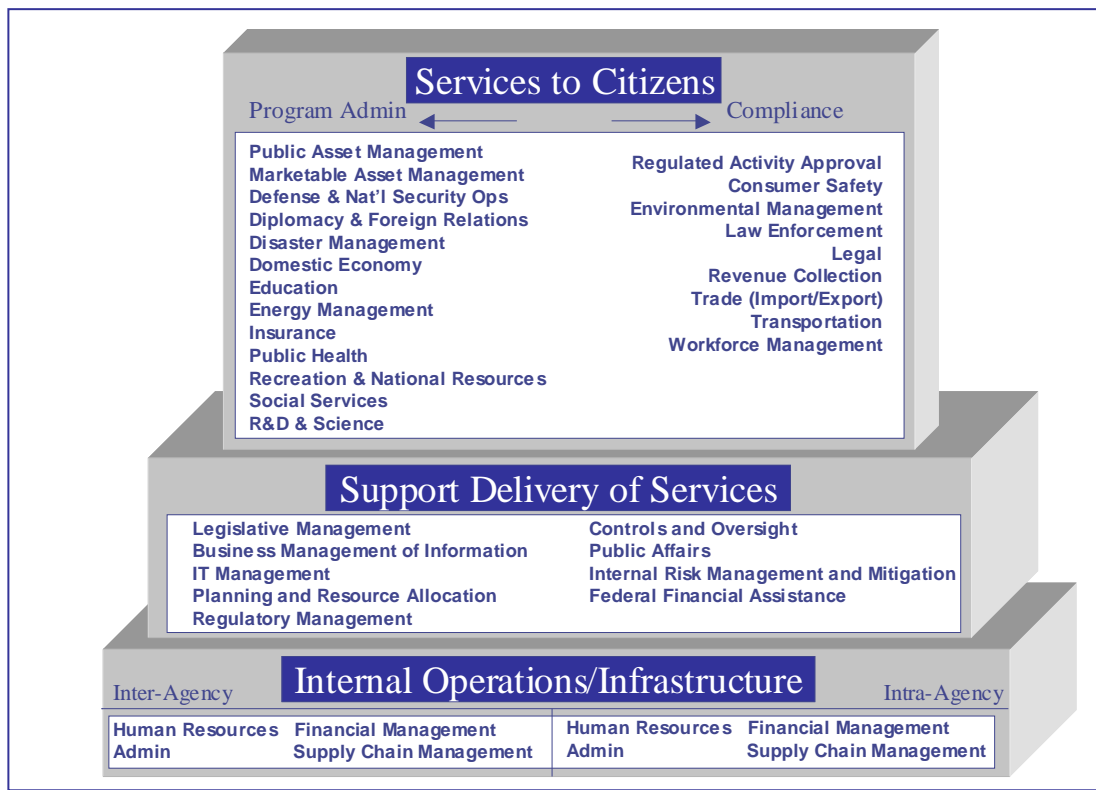 Services to Citizens
Program Admin
Compliance
Public Asset Management
Marketable Asset Management
Defense & Nat'l Security Ops
Diplomacy & Foreign Relations
Disaster Management
Domestic Economy
Education
Energy Management
Insurance
Public Health
Recreation & National Resources
Social Services
R&D & Science
Regulated Activity Approval
Consumer Safety
Environmental Management
Law Enforcement
Legal
Revenue Collection
Trade (Import/Export)
Transportation
Workforce Management
Support Delivery of Services
Legislative Management
Business Management of Information
IT Management
Planning and Resource Allocation
Regulatory Management
Controls and Oversight
Public Affairs
Internal Risk Management and Mitigation
Federal Financial Assistance
Internal Operations/Infrastructure
Inter-Agency
Intra-Agency
Human Resources
Admin
Financial Management
Supply Chain Management
Human Resources
Admin
Financial Management
Supply Chain Management